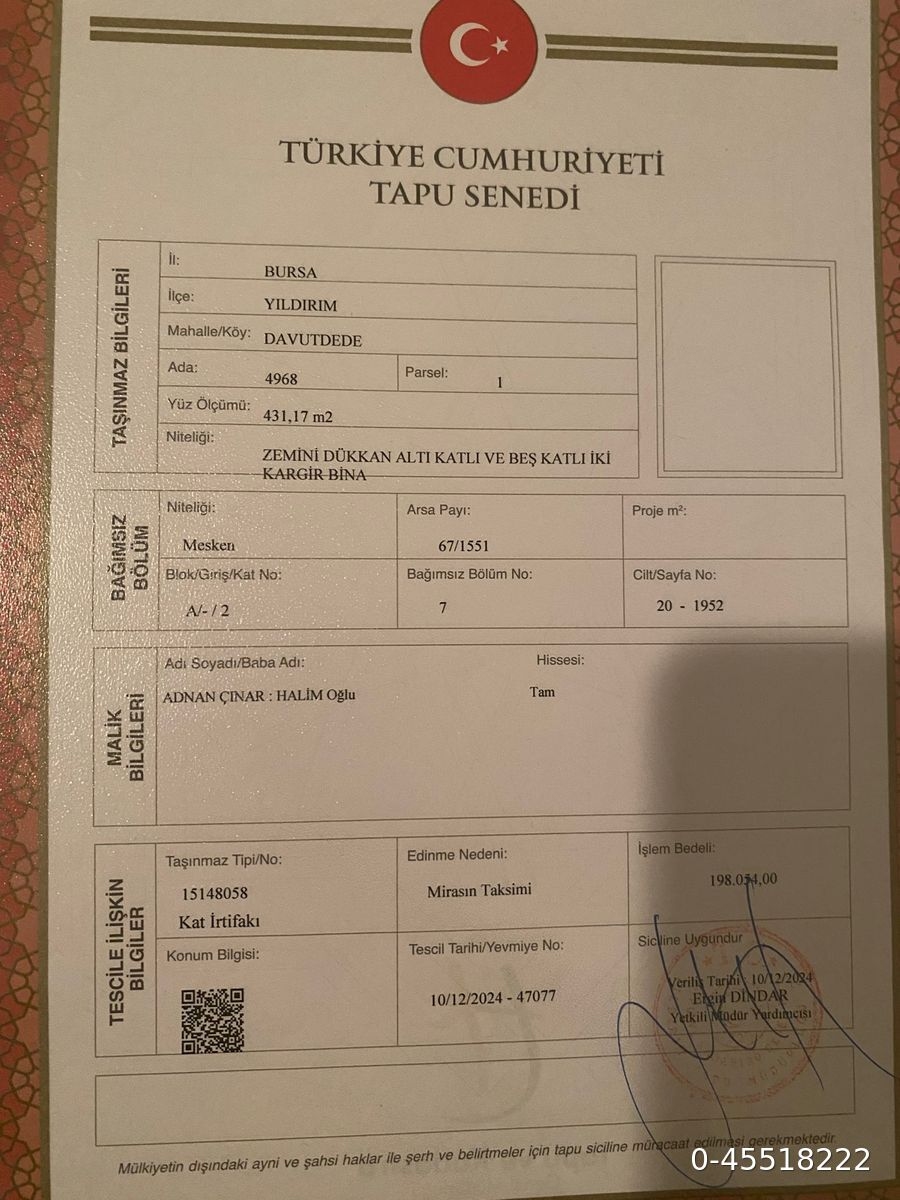 TÜRKİYE CUMHURİYETİ
TAPU SENEDİ
TAŞINMAZ BİLGİLERİ
İl: BURSA
İlçe: YILDIRIM
Mahalle/Köy: DAVUTDEDE
Ada: 4968 Parsel: 1
Yüz Ölçümü: 431,17 m2
Niteliği: ZEMİNİ DÜKKAN ALTI KATLI VE BEŞ KATLI İKİ
KARGİR BİNA
BAĞIMSIZ
BÖLÜM
Niteliği: Arsa Payı: Proje m²:
Mesken 67/1551
Blok/Giriş/Kat No: Bağımsız Bölüm No: Cilt/Sayfa No:
A/- / 2 7 20 - 1952
MALİK
BİLGİLERİ
Adı Soyadı/Baba Adı: Hissesi:
ADNAN ÇINAR : HALİM Oğlu Tam
TESCİLE İLİŞKİN
BİLGİLER
Taşınmaz Tipi/No: Edinme Nedeni: İşlem Bedeli:
15148058 Mirasın Taksimi 198.054,00
Kat İrtifakı
Konum Bilgisi: Tescil Tarihi/Yevmiye No: Siciline Uygundur
10/12/2024 - 47077 Veriliş Tarihi : 10/12/2024
Ergin DİNDAR
Yetkili Müdür Yardımcısı
Mülkiyetin dışındaki ayni ve şahsi haklar ile şerh ve belirtmeler için tapu siciline müracaat edilmesi gerekmektedir.
0-45518222